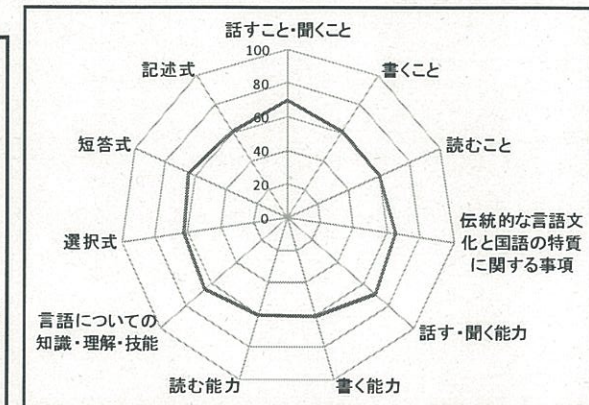 話すこと・聞くこと
100
80
60
40
20
0
書くこと
読むこと
伝統的な言語文
化と国語の特質
に関する事項
話す・聞く能力
書く能力
読む能力
言語についての
知識・理解・技能
選択式
短答式
記述式